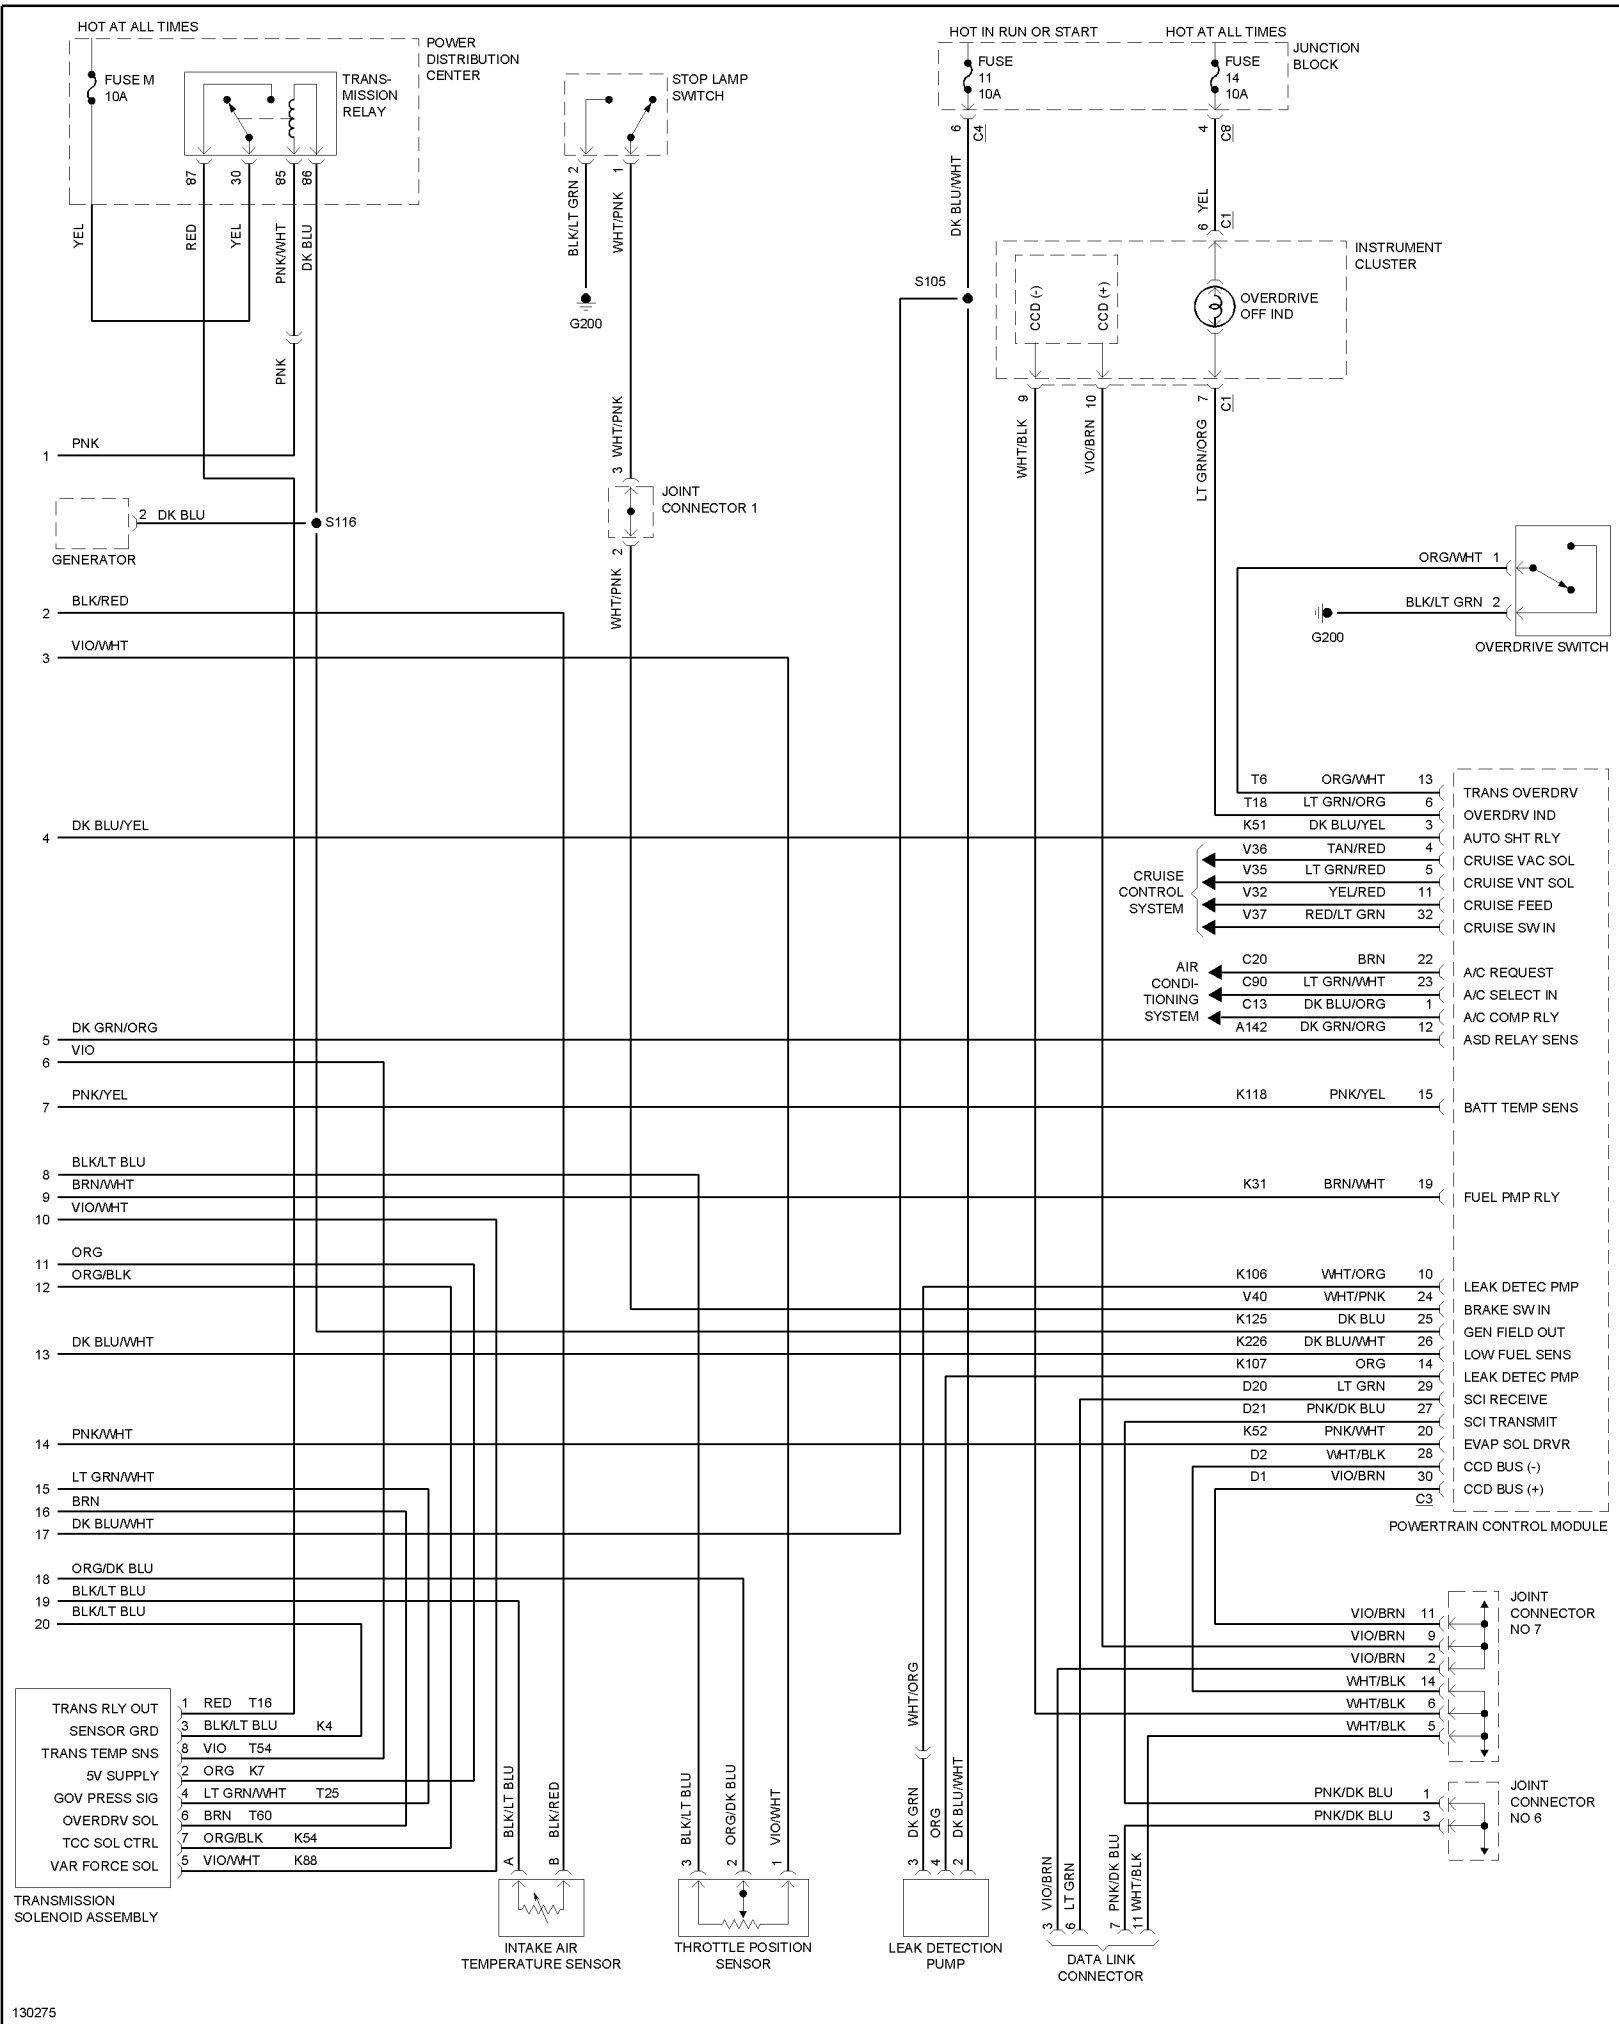 HOT AT ALL TIMES
POWER
DISTRIBUTION
CENTER
FUSE M
10A
TRANS-
MISSION
RELAY
87
30
85
86
YEL
RED
YEL
PNK/WHT
DK BLU
PNK
STOP LAMP
SWITCH
2
1
BLK/LT GRN
WHT/PNK
G200
WHT/PNK
3
JOINT
CONNECTOR 1
2
WHT/PNK
HOT IN RUN OR START
HOT AT ALL TIMES
JUNCTION
BLOCK
FUSE
11
10A
FUSE
14
10A
6
C4
4
C8
DK BLU/WHT
YEL
6
C1
S105
INSTRUMENT
CLUSTER
CCD (-)
CCD (+)
OVERDRIVE
OFF IND
9
10
7
C1
WHT/BLK
VIO/BRN
LT GRN/ORG
ORG/WHT 1
BLK/LT GRN 2
G200
OVERDRIVE SWITCH
1 PNK
GENERATOR
2 DK BLU
S116
2 BLK/RED
3 VIO/WHT
4 DK BLU/YEL
5 DK GRN/ORG
6 VIO
7 PNK/YEL
8 BLK/LT BLU
9 BRN/WHT
10 VIO/WHT
11 ORG
12 ORG/BLK
13 DK BLU/WHT
14 PNK/WHT
15 LT GRN/WHT
16 BRN
17 DK BLU/WHT
18 ORG/DK BLU
19 BLK/LT BLU
20 BLK/LT BLU
T6 ORG/WHT 13 TRANS OVERDRV
T18 LT GRN/ORG 6 OVERDRV IND
K51 DK BLU/YEL 3 AUTO SHT RLY
V36 TAN/RED 4 CRUISE VAC SOL
V35 LT GRN/RED 5 CRUISE VNT SOL
V32 YEL/RED 11 CRUISE FEED
V37 RED/LT GRN 32 CRUISE SW IN
CRUISE
CONTROL
SYSTEM
C20 BRN 22 A/C REQUEST
C90 LT GRN/WHT 23 A/C SELECT IN
C13 DK BLU/ORG 1 A/C COMP RLY
AIR
CONDI-
TIONING
SYSTEM
A142 DK GRN/ORG 12 ASD RELAY SENS
K118 PNK/YEL 15 BATT TEMP SENS
K31 BRN/WHT 19 FUEL PMP RLY
K106 WHT/ORG 10 LEAK DETEC PMP
V40 WHT/PNK 24 BRAKE SW IN
K125 DK BLU 25 GEN FIELD OUT
K226 DK BLU/WHT 26 LOW FUEL SENS
K107 ORG 14 LEAK DETEC PMP
D20 LT GRN 29 SCI RECEIVE
D21 PNK/DK BLU 27 SCI TRANSMIT
K52 PNK/WHT 20 EVAP SOL DRVR
D2 WHT/BLK 28 CCD BUS (-)
D1 VIO/BRN 30 CCD BUS (+)
C3
POWERTRAIN CONTROL MODULE
VIO/BRN 11
VIO/BRN 9
VIO/BRN 2
WHT/BLK 14
WHT/BLK 6
WHT/BLK 5
JOINT
CONNECTOR
NO 7
PNK/DK BLU 1
PNK/DK BLU 3
JOINT
CONNECTOR
NO 6
TRANS RLY OUT 1 RED T16
SENSOR GRD 3 BLK/LT BLU K4
TRANS TEMP SNS 8 VIO T54
5V SUPPLY 2 ORG K7
GOV PRESS SIG 4 LT GRN/WHT T25
OVERDRV SOL 6 BRN T60
TCC SOL CTRL 7 ORG/BLK K54
VAR FORCE SOL 5 VIO/WHT K88
TRANSMISSION
SOLENOID ASSEMBLY
BLK/LT BLU
A
BLK/RED
B
INTAKE AIR
TEMPERATURE SENSOR
BLK/LT BLU
3
ORG/DK BLU
2
VIO/WHT
1
THROTTLE POSITION
SENSOR
WHT/ORG
DK GRN
3
ORG
4
DK BLU/WHT
2
LEAK DETECTION
PUMP
3 VIO/BRN
6 LT GRN
7 PNK/DK BLU
11 WHT/BLK
DATA LINK
CONNECTOR
130275